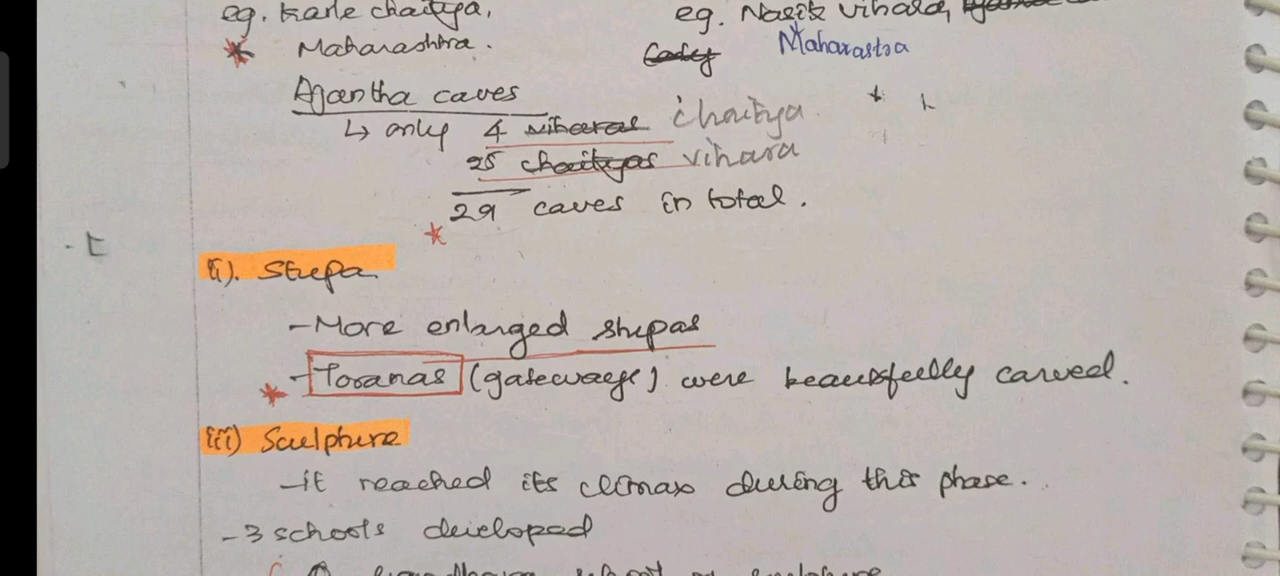 eg. Karle chaitya,
eg. Nasik vihara,
Maharashtra.
Maharastra
Ajantha caves
↳ only 4 viharas chaitya
25 chaityas vihara
29 caves in total.
ii). Stupa
- More enlarged stupas
- Toranas (gateways) were beautifully carved.
iii) Sculpture
- it reached its climax during this phase.
- 3 schools developed